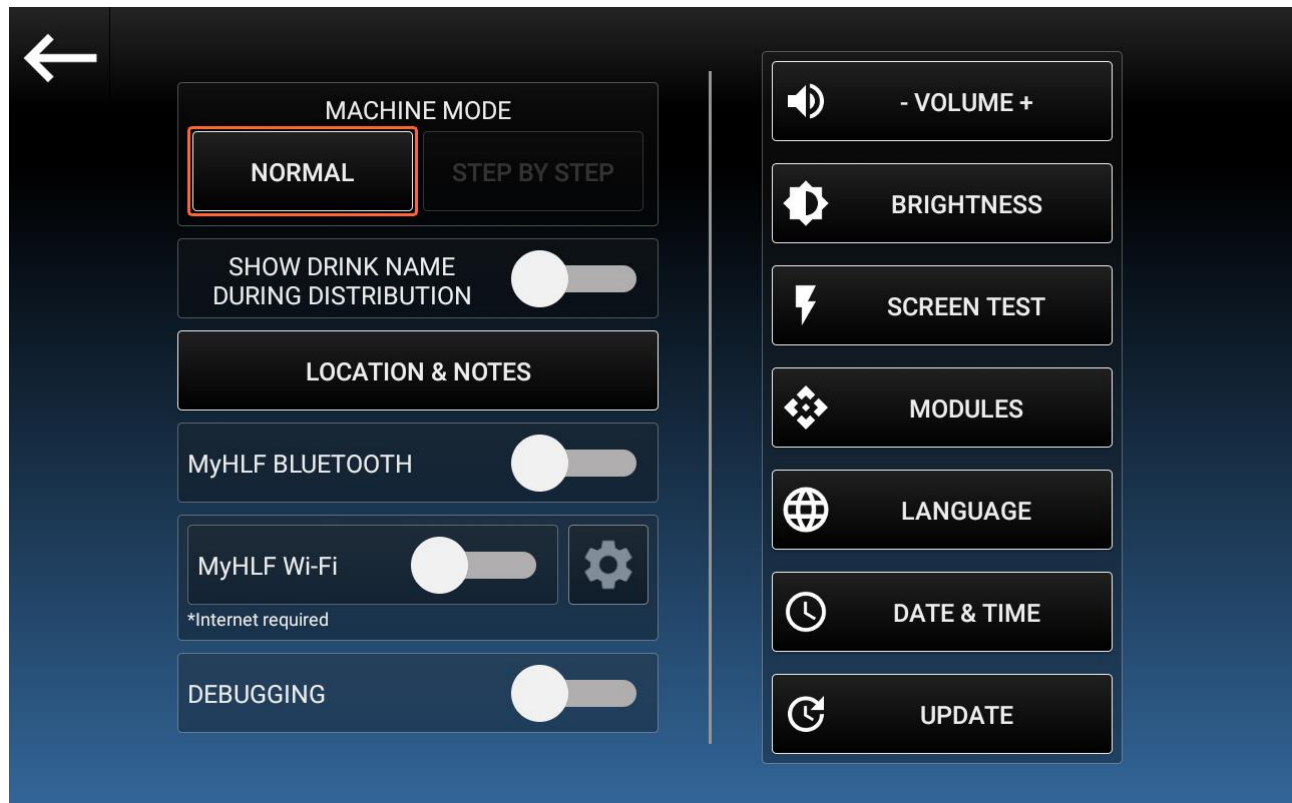 MACHINE MODE
NORMAL
STEP BY STEP
SHOW DRINK NAME
DURING DISTRIBUTION
LOCATION & NOTES
MyHLF BLUETOOTH
MyHLF Wi-Fi
*Internet required
DEBUGGING
- VOLUME +
BRIGHTNESS
SCREEN TEST
MODULES
LANGUAGE
DATE & TIME
UPDATE